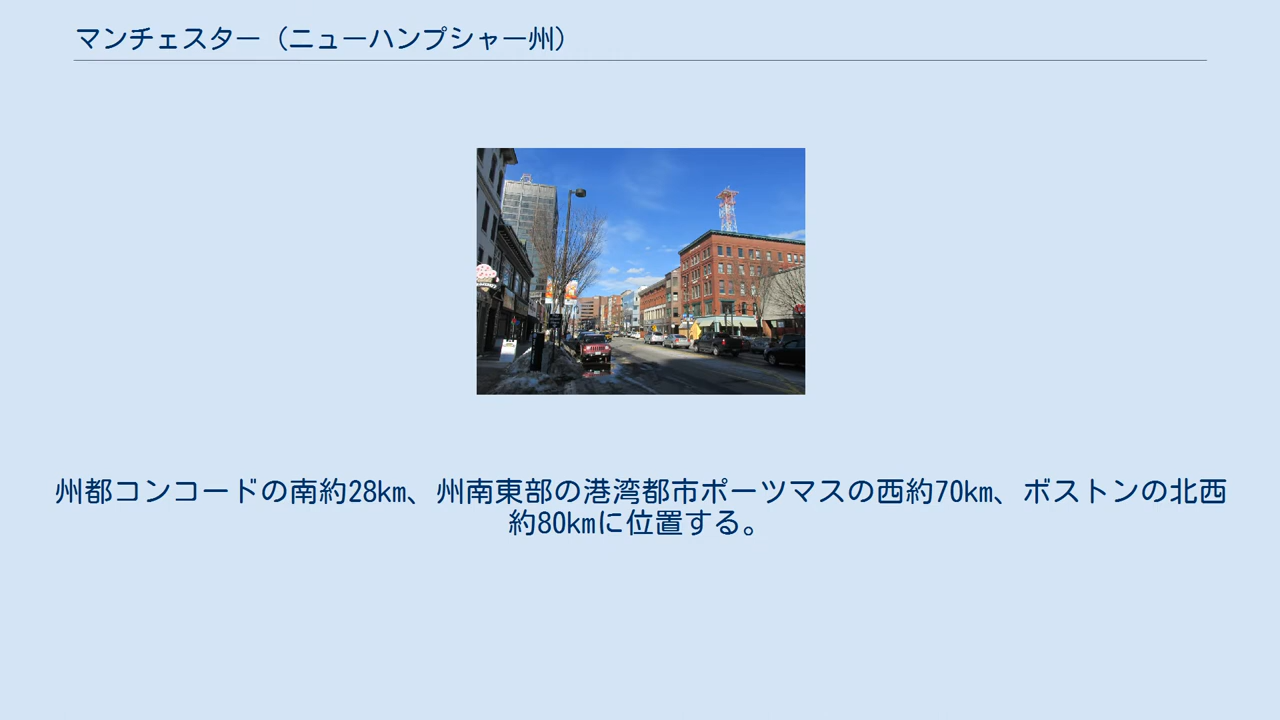 マンチェスター（ニューハンプシャー州）
州都コンコードの南約28km、州南東部の港湾都市ポーツマスの西約70km、ボストンの北西
約80kmに位置する。